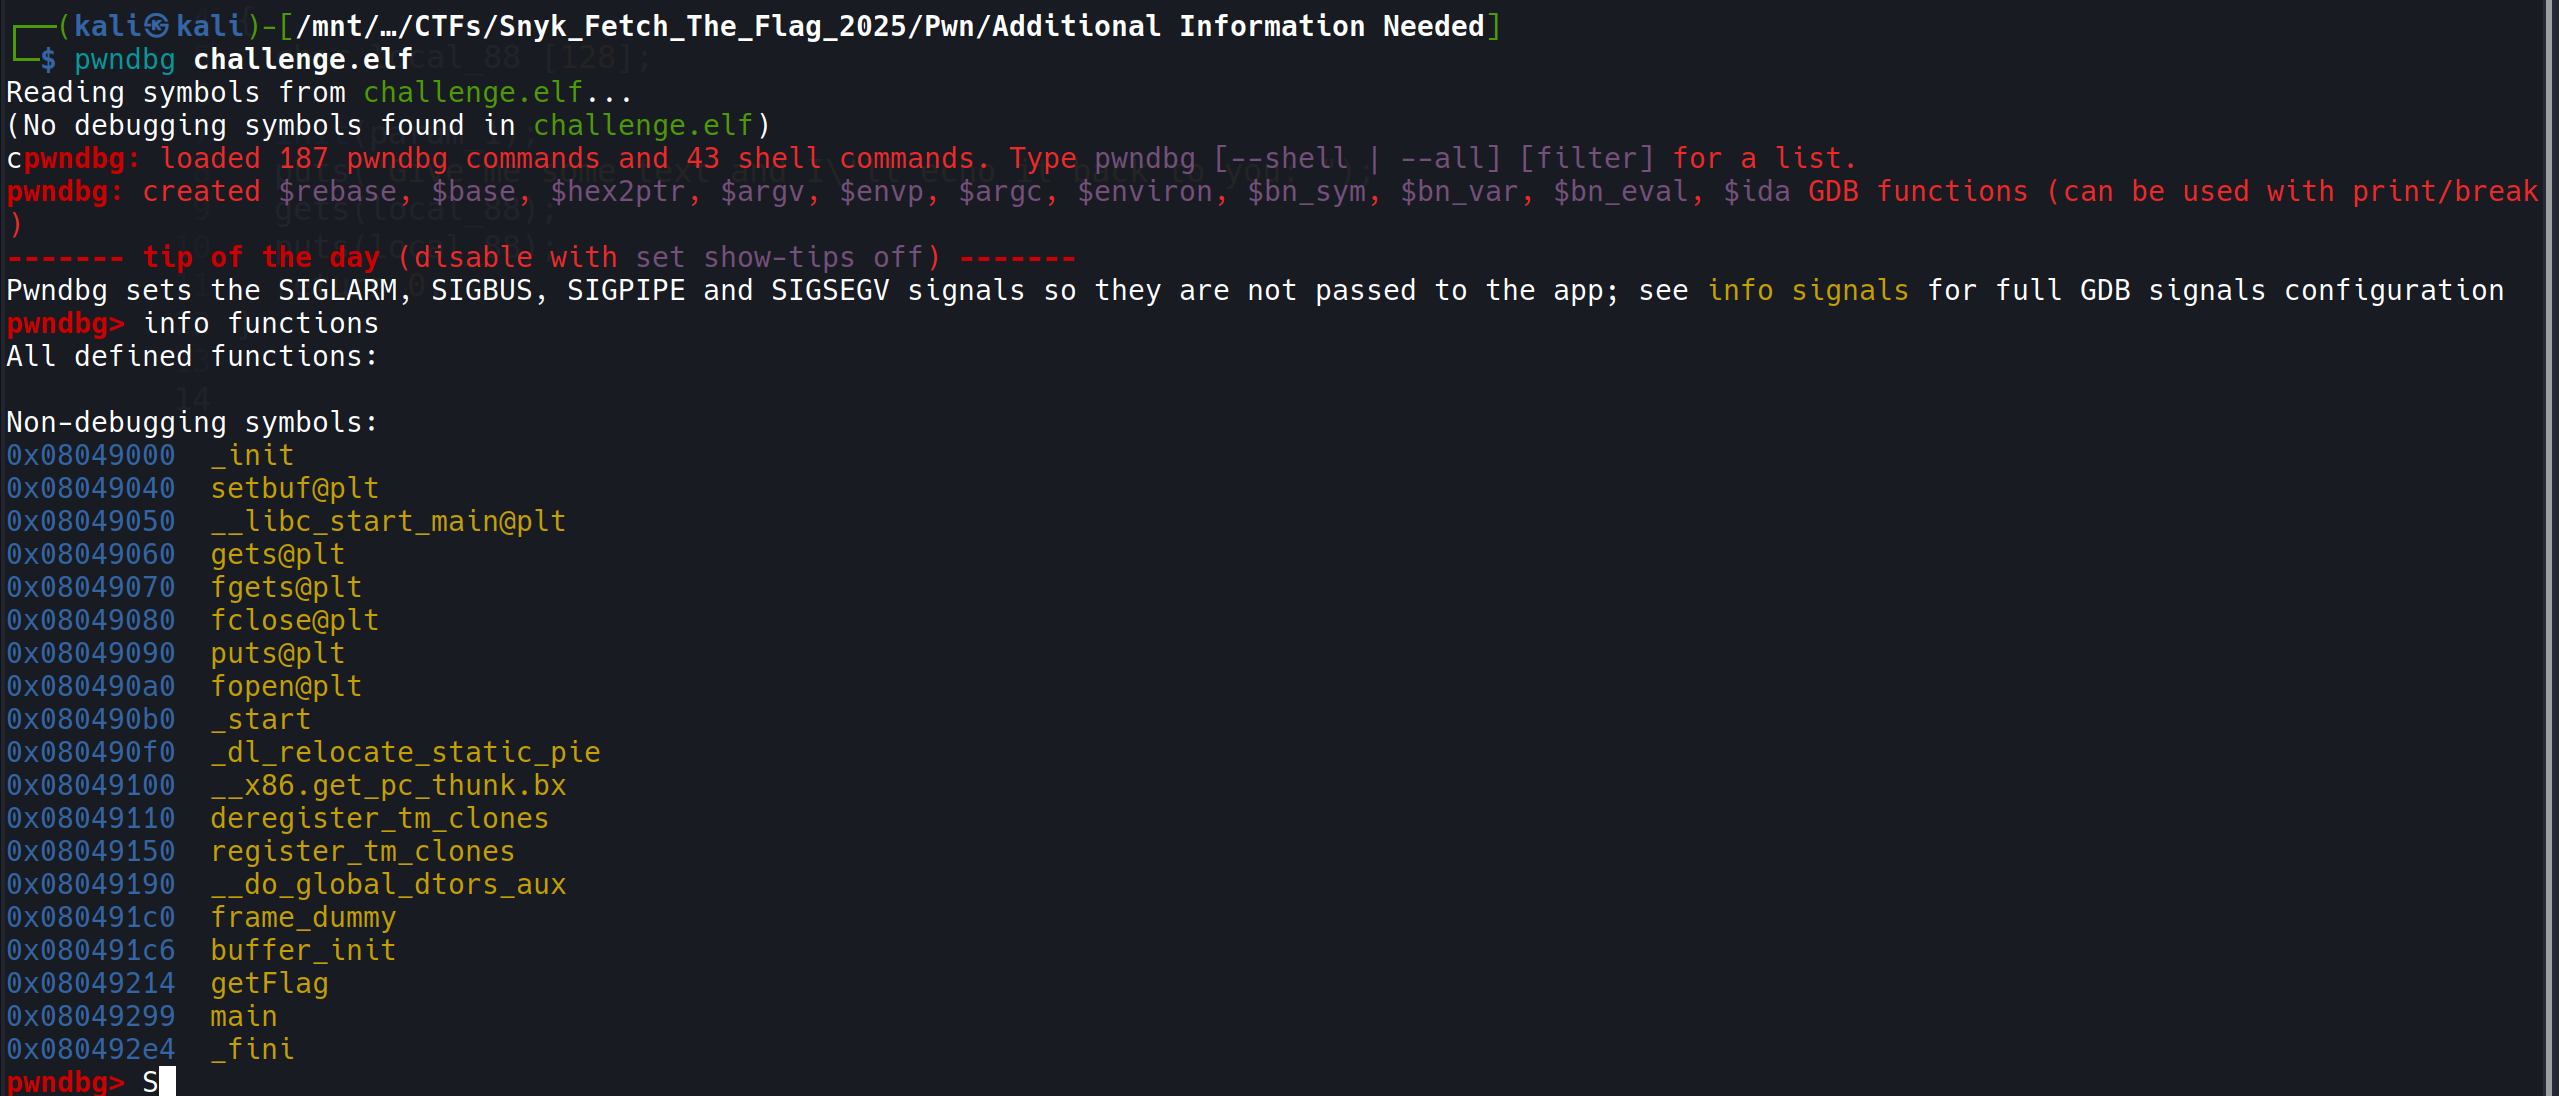 (kali㉿kali)-[/mnt/…/CTFs/Snyk_Fetch_The_Flag_2025/Pwn/Additional Information Needed]
$ pwndbg challenge.elf
Reading symbols from challenge.elf...
(No debugging symbols found in challenge.elf)
cpwndbg: loaded 187 pwndbg commands and 43 shell commands. Type pwndbg [--shell | --all] [filter] for a list.
pwndbg: created $rebase, $base, $hex2ptr, $argv, $envp, $argc, $environ, $bn_sym, $bn_var, $bn_eval, $ida GDB functions (can be used with print/break
)
------- tip of the day (disable with set show-tips off) -------
Pwndbg sets the SIGLARM, SIGBUS, SIGPIPE and SIGSEGV signals so they are not passed to the app; see info signals for full GDB signals configuration
pwndbg> info functions
All defined functions:

Non-debugging symbols:
0x08049000  _init
0x08049040  setbuf@plt
0x08049050  __libc_start_main@plt
0x08049060  gets@plt
0x08049070  fgets@plt
0x08049080  fclose@plt
0x08049090  puts@plt
0x080490a0  fopen@plt
0x080490b0  _start
0x080490f0  _dl_relocate_static_pie
0x08049100  __x86.get_pc_thunk.bx
0x08049110  deregister_tm_clones
0x08049150  register_tm_clones
0x08049190  __do_global_dtors_aux
0x080491c0  frame_dummy
0x080491c6  buffer_init
0x08049214  getFlag
0x08049299  main
0x080492e4  _fini
pwndbg> S